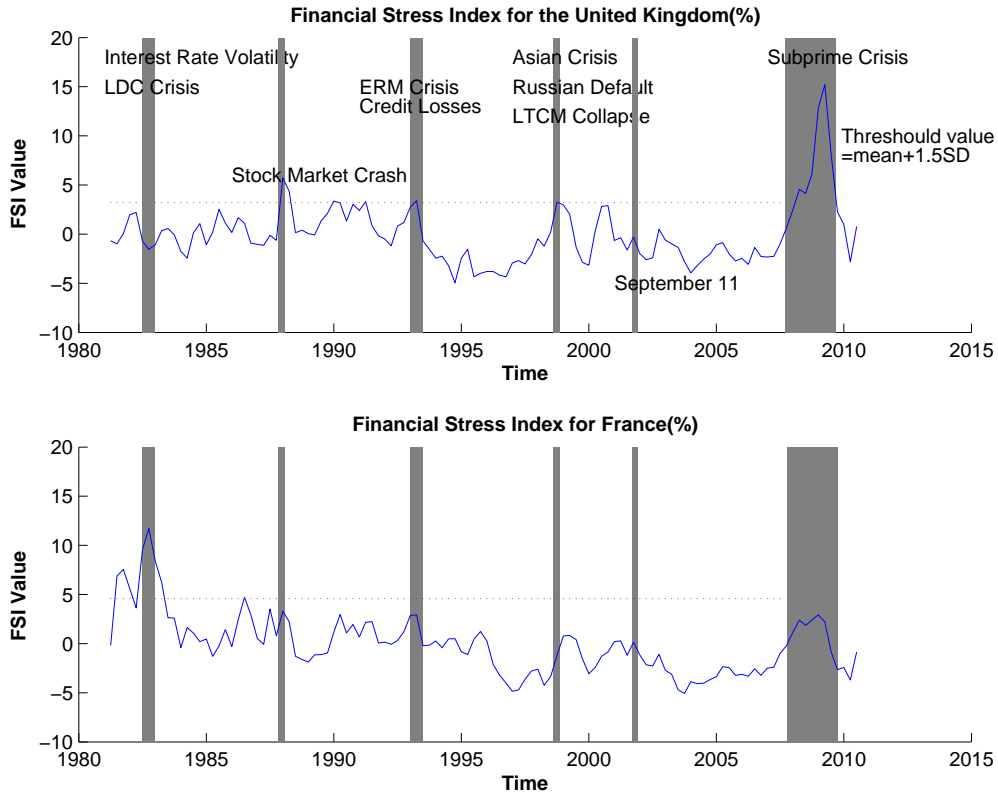 Financial Stress Index for the United Kingdom(%)
20
15
10
5
0
−5
−10
FSI Value
Interest Rate Volatility
LDC Crisis
Stock Market Crash
ERM Crisis
Credit Losses
Asian Crisis
Russian Default
LTCM Collapse
September 11
Subprime Crisis
Threshould value
=mean+1.5SD
1980 1985 1990 1995 2000 2005 2010 2015
Time
Financial Stress Index for France(%)
20
15
10
5
0
−5
−10
FSI Value
1980 1985 1990 1995 2000 2005 2010 2015
Time